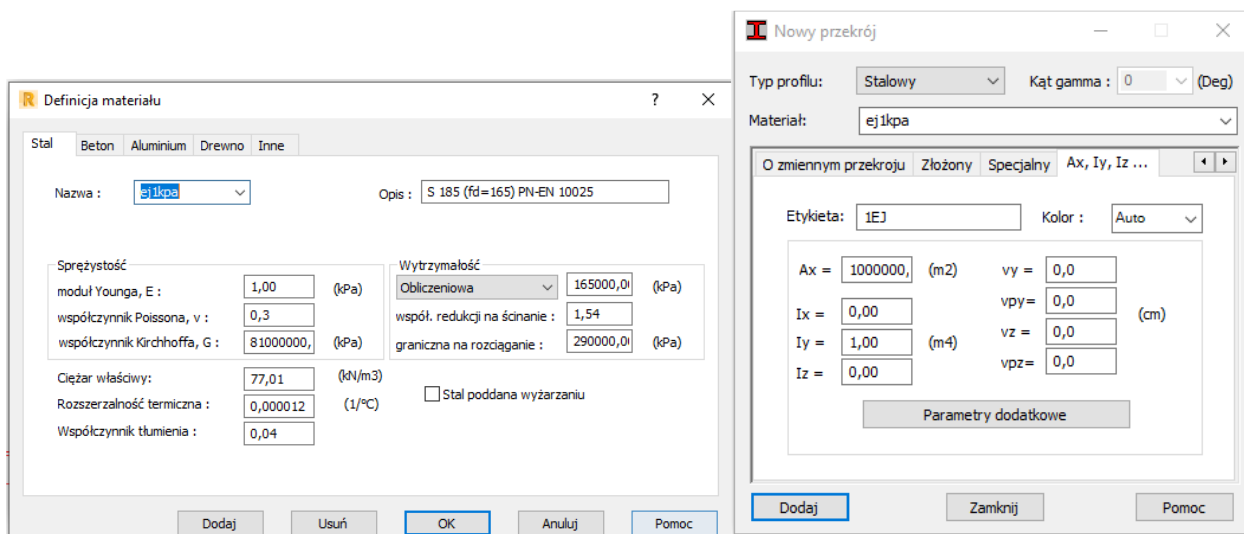 Definicja materiału
?
Stal Beton Aluminium Drewno Inne
Nazwa : ej1kpa Opis : S 185 (fd=165) PN-EN 10025
Sprężystość
moduł Younga, E : 1,00 (kPa)
współczynnik Poissona, v : 0,3
współczynnik Kirchhoffa, G : 81000000, (kPa)
Wytrzymałość
Obliczeniowa 165000,0( (kPa)
współ. redukcji na ścinanie : 1,54
graniczna na rozciąganie : 290000,0( (kPa)
Ciężar właściwy: 77,01 (kN/m3)
Rozszerzalność termiczna : 0,000012 (1/°C)
Współczynnik tłumienia : 0,04
Stal poddana wyżarzaniu
Dodaj Usuń OK Anuluj Pomoc
Nowy przekrój
Typ profilu: Stalowy Kąt gamma : 0 (Deg)
Materiał: ej1kpa
O zmiennym przekroju Złożony Specjalny Ax, Iy, Iz ...
Etykieta: 1EJ Kolor : Auto
Ax = 1000000, (m2)
Ix = 0,00
Iy = 1,00 (m4)
Iz = 0,00
vy = 0,0
vpy= 0,0
vz = 0,0
vpz= 0,0
(cm)
Parametry dodatkowe
Dodaj Zamknij Pomoc